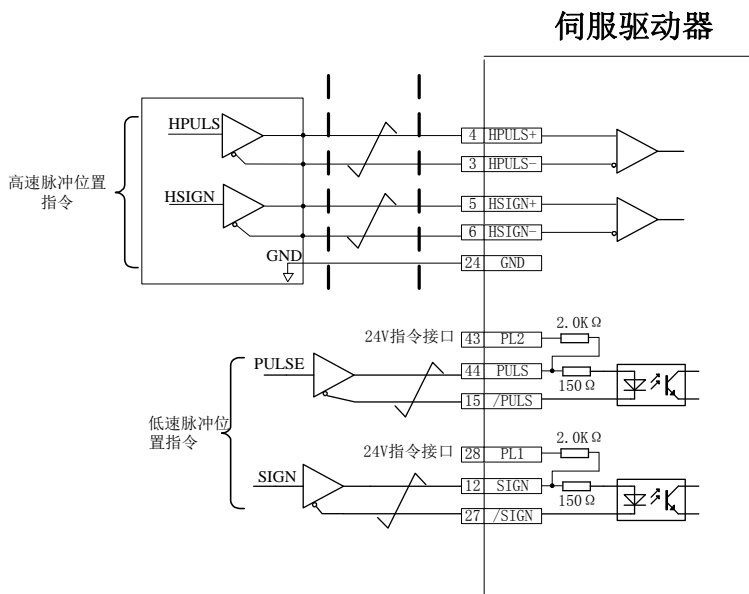 伺服驱动器
高速脉冲位置
指令
HPULS
4 HPULS+
3 HPULS-
HSIGN
5 HSIGN+
6 HSIGN-
GND
24 GND
24V指令接口 43 PL2 2.0KΩ
PULSE
44 PULS
150Ω
15 /PULS
低速脉冲位
置指令
24V指令接口 28 PL1 2.0KΩ
SIGN
12 SIGN
150Ω
27 /SIGN